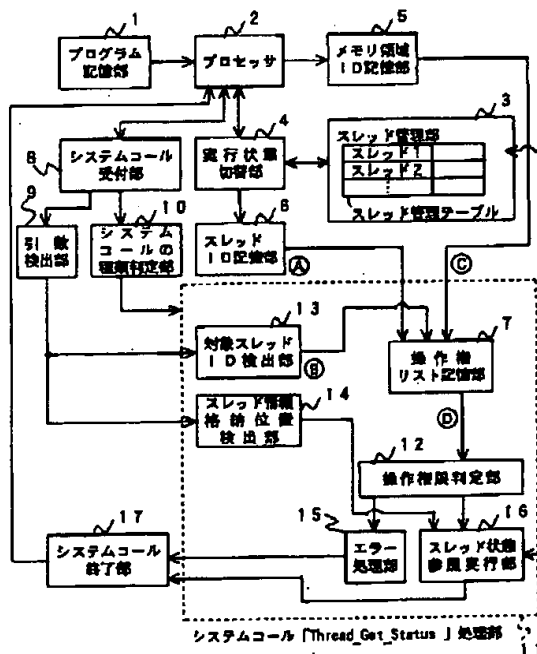 1
プログラム
記憶部
2
プロセッサ
5
メモリ領域
ID記憶部
3
スレッド管理部
スレッド1
スレッド2
スレッド管理テーブル
4
実行状態
切替部
8
システムコール
受付部
9
引数
検出部
10
システム
コールの
種類判定部
6
スレッド
ID記憶部
A
C
13
対象スレッド
ID検出部
B
7
操作権
リスト記憶部
14
スレッド情報
格納位置
検出部
D
12
操作権限判定部
15
エラー
処理部
16
スレッド状態
参照実行部
17
システムコール
終了部
システムコール「Thread_Get_Status」処理部